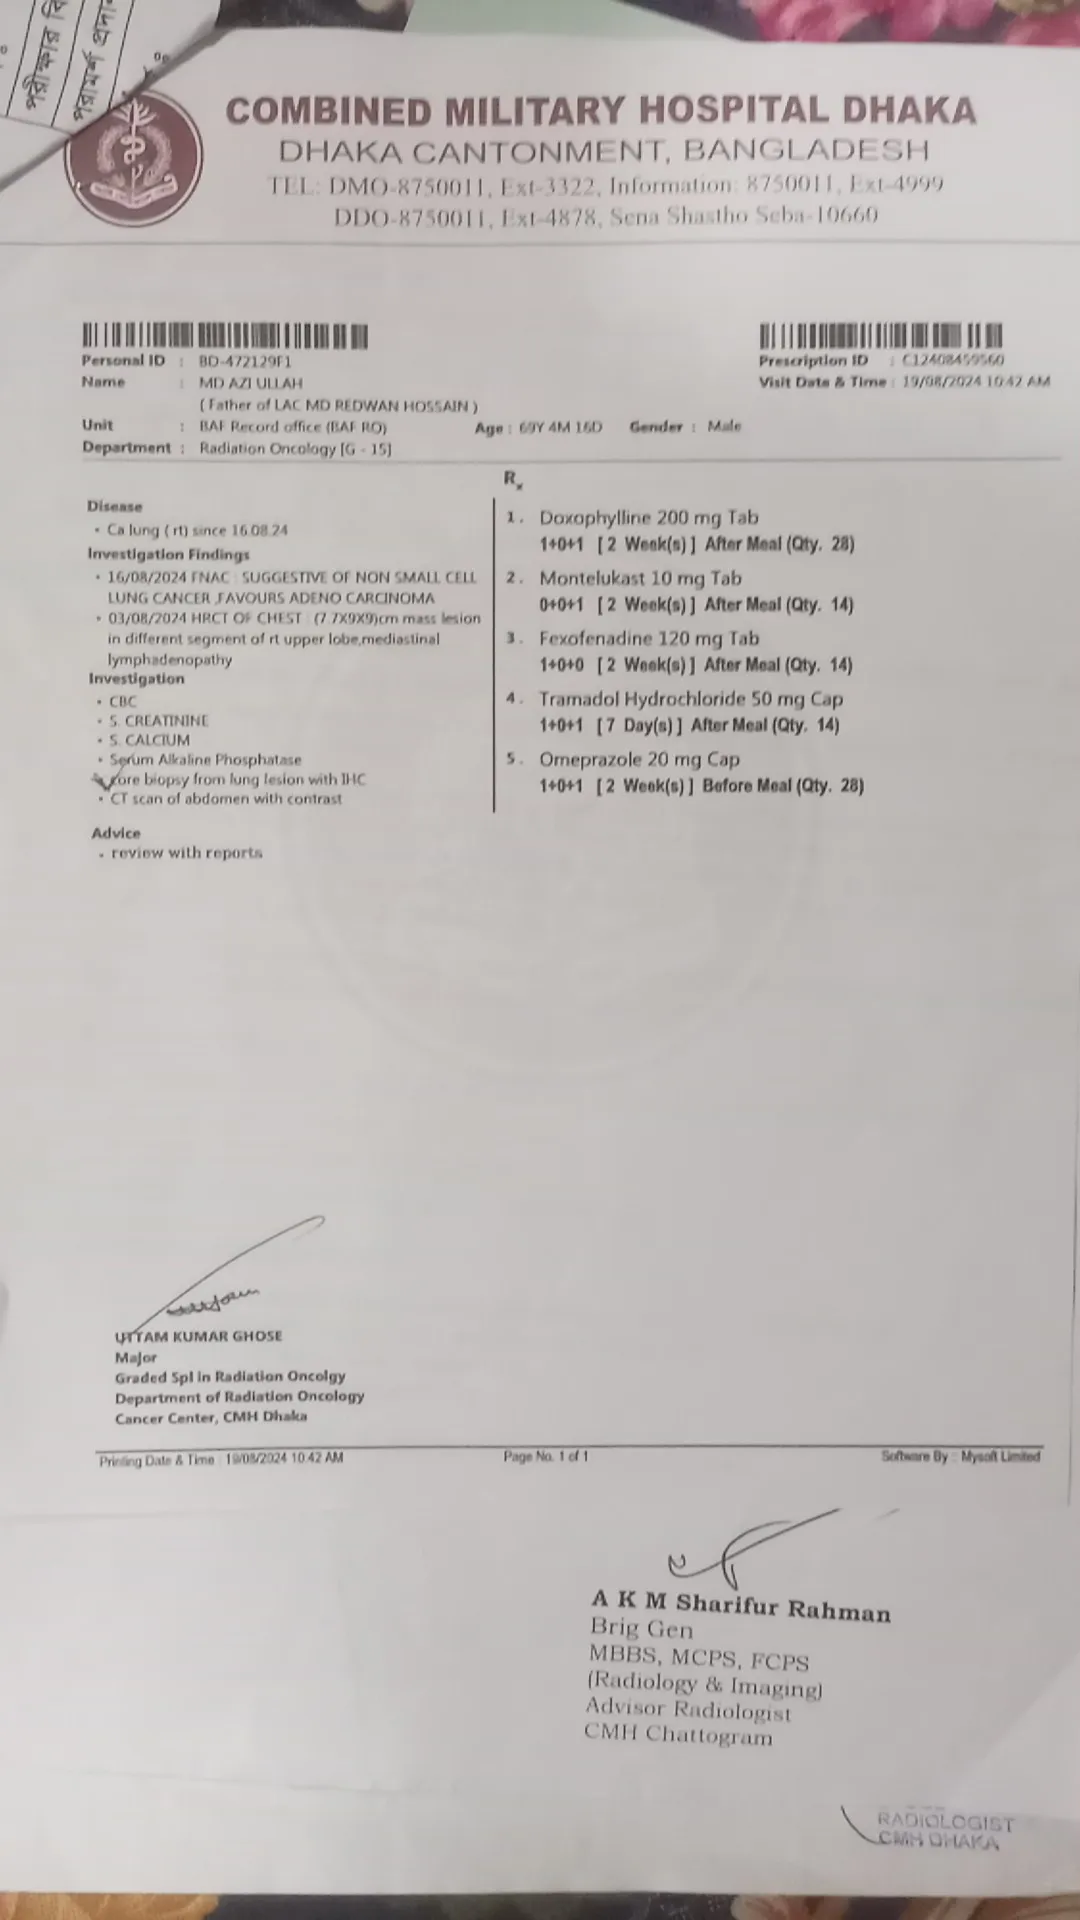 পরীক্ষার
পরামর্শ
COMBINED MILITARY HOSPITAL DHAKA
DHAKA CANTONMENT, BANGLADESH
TEL: DMO-8750011, Ext-3322, Information: 8750011, Ext-4999
DDO-8750011, Ext-4878, Sena Shastho Seba-10660
Personal ID : BD-472129F1
Prescription ID : C12408459560
Name : MD AZI ULLAH
Visit Date & Time : 19/08/2024 10:42 AM
( Father of LAC MD REDWAN HOSSAIN )
Unit : BAF Record office (BAF RO) Age : 69Y 4M 16D Gender : Male
Department : Radiation Oncology [G - 15]
Rx
Disease
• Ca lung ( rt) since 16.08.24
Investigation Findings
• 16/08/2024 FNAC : SUGGESTIVE OF NON SMALL CELL
LUNG CANCER ,FAVOURS ADENO CARCINOMA
• 03/08/2024 HRCT OF CHEST : (7.7X9X9)cm mass lesion
in different segment of rt upper lobe,mediastinal
lymphadenopathy
Investigation
• CBC
• S. CREATININE
• S. CALCIUM
• Serum Alkaline Phosphatase
core biopsy from lung lesion with IHC
• CT scan of abdomen with contrast
Advice
• review with reports
1. Doxophylline 200 mg Tab
1+0+1 [ 2 Week(s) ] After Meal (Qty. 28)
2. Montelukast 10 mg Tab
0+0+1 [ 2 Week(s) ] After Meal (Qty. 14)
3. Fexofenadine 120 mg Tab
1+0+0 [ 2 Week(s) ] After Meal (Qty. 14)
4. Tramadol Hydrochloride 50 mg Cap
1+0+1 [ 7 Day(s) ] After Meal (Qty. 14)
5. Omeprazole 20 mg Cap
1+0+1 [ 2 Week(s) ] Before Meal (Qty. 28)
UTTAM KUMAR GHOSE
Major
Graded Spl in Radiation Oncolgy
Department of Radiation Oncology
Cancer Center, CMH Dhaka
Printing Date & Time : 19/08/2024 10:42 AM Page No. 1 of 1 Software By : Mysoft Limited
A K M Sharifur Rahman
Brig Gen
MBBS, MCPS, FCPS
(Radiology & Imaging)
Advisor Radiologist
CMH Chattogram
RADIOLOGIST
CMH DHAKA